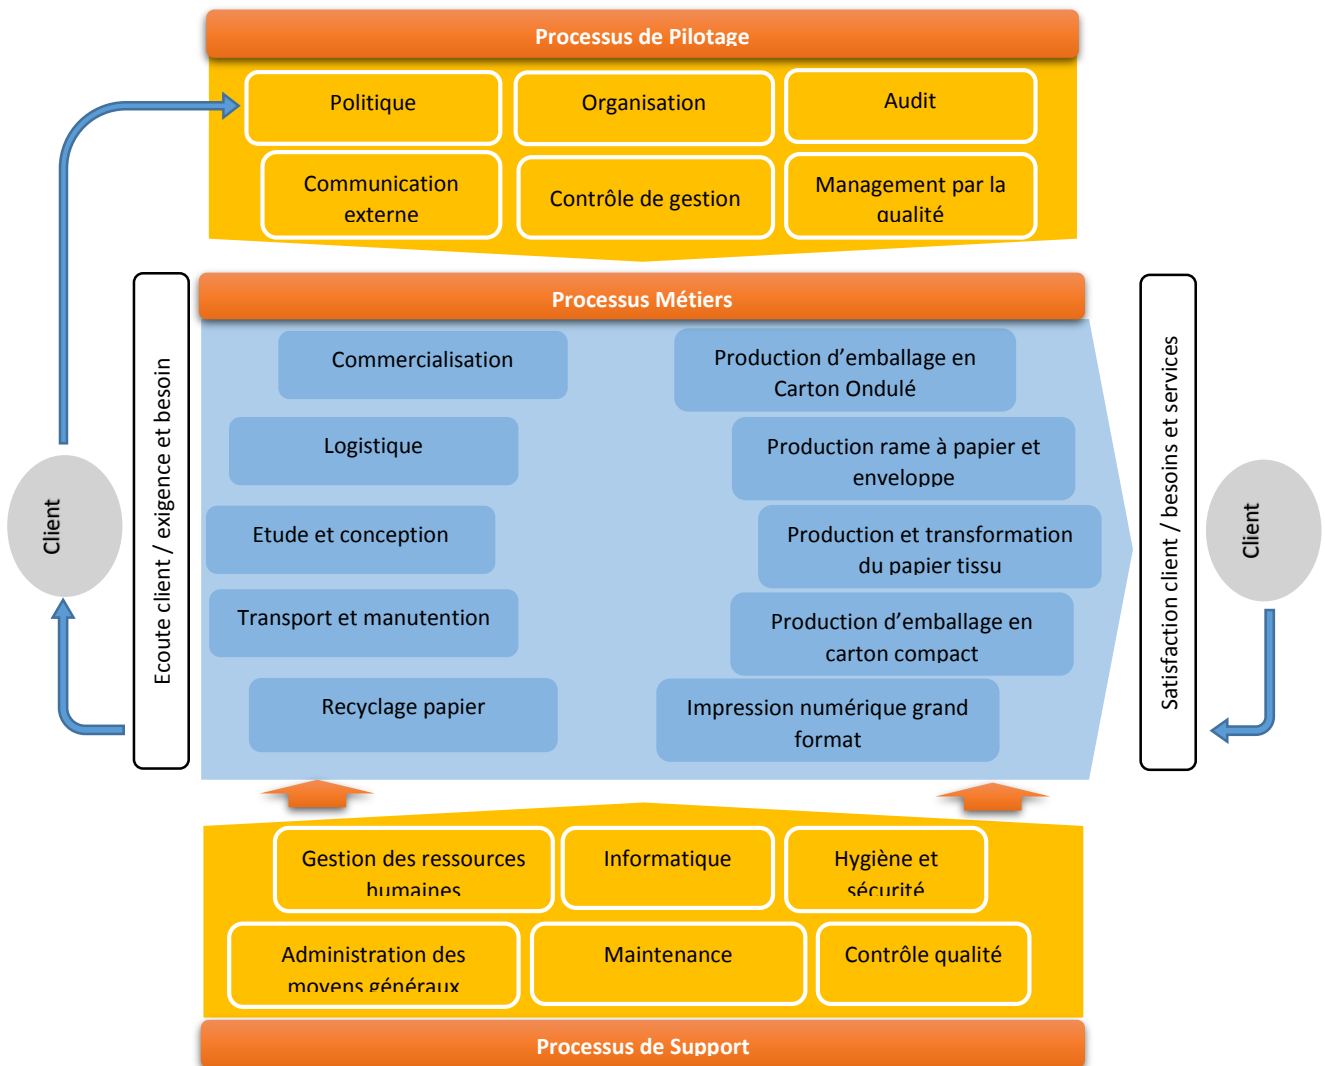 Processus de Pilotage
Politique
Organisation
Audit
Communication
externe
Contrôle de gestion
Management par la
qualité
Processus Métiers
Client
Ecoute client / exigence et besoin
Commercialisation
Logistique
Etude et conception
Transport et manutention
Recyclage papier
Production d’emballage en
Carton Ondulé
Production rame à papier et
enveloppe
Production et transformation
du papier tissu
Production d’emballage en
carton compact
Impression numérique grand
format
Satisfaction client / besoins et services
Client
Gestion des ressources
humaines
Informatique
Hygiène et
sécurité
Administration des
moyens généraux
Maintenance
Contrôle qualité
Processus de Support